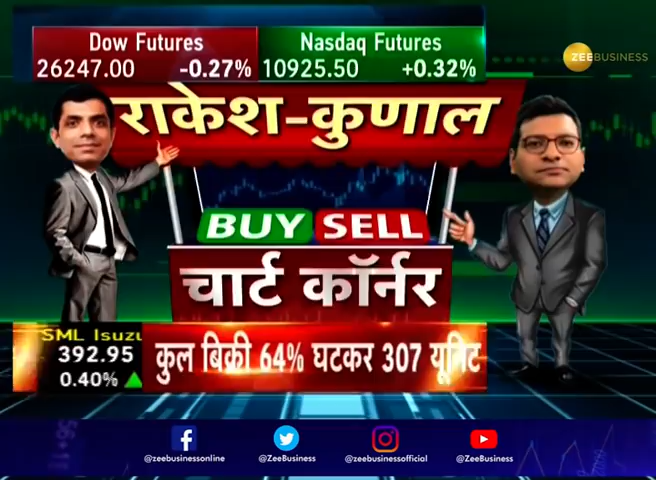 Dow Futures
26247.00 -0.27%
Nasdaq Futures
10925.50 +0.32%
ZEEBUSINESS
राकेश-कुणाल
BUY SELL
चार्ट कॉर्नर
SML Isuzu
392.95
0.40%
कुल बिक्री 64% घटकर 307 यूनिट
@zeebusinessonline
@ZeeBusiness
@zeebusinessofficial
@ZeeBusiness